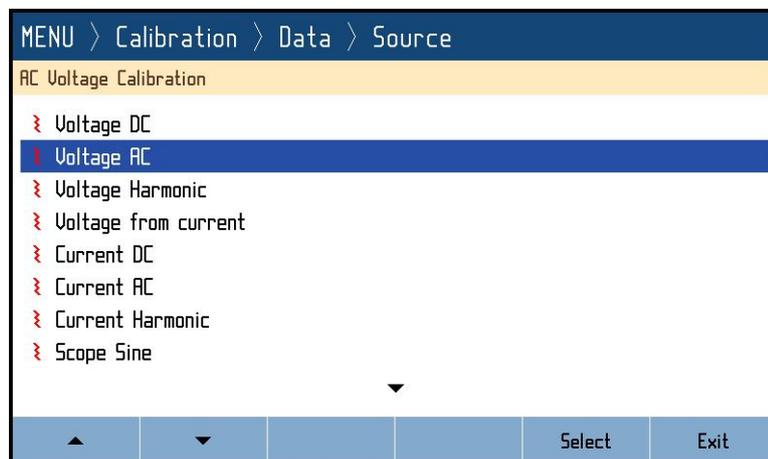 MENU 〉 Calibration 〉 Data 〉 Source
AC Voltage Calibration
Voltage DC
Voltage AC
Voltage Harmonic
Voltage from current
Current DC
Current AC
Current Harmonic
Scope Sine
Select Exit